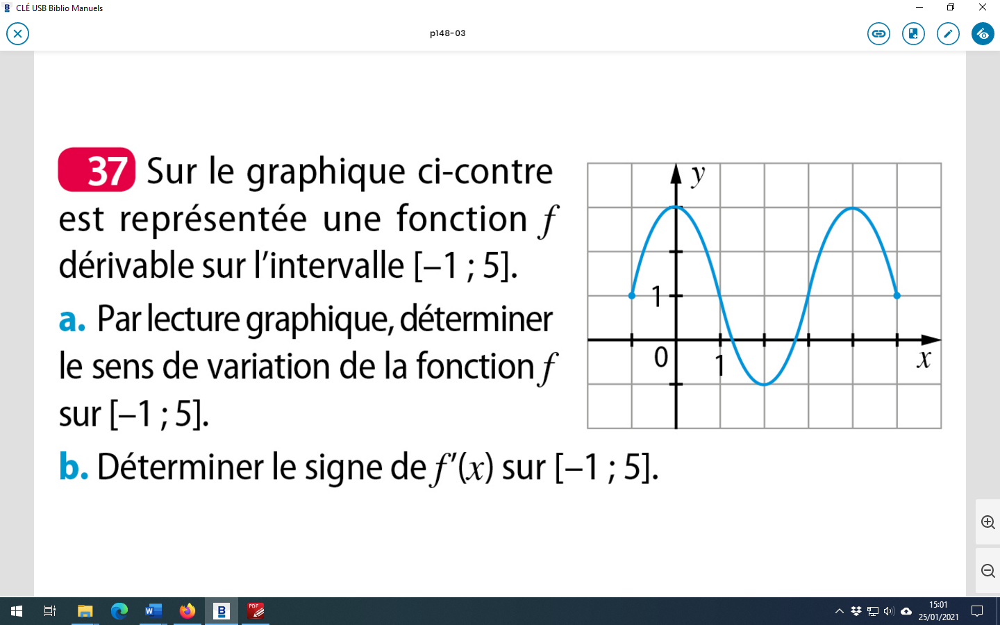 CLÉ USB Biblio Manuels
p148-03
37 Sur le graphique ci-contre
est représentée une fonction f
dérivable sur l’intervalle [–1 ; 5].
a. Par lecture graphique, déterminer
le sens de variation de la fonction f
sur [–1 ; 5].
b. Déterminer le signe de f′(x) sur [–1 ; 5].
y
1
0
1
x
PDF
15:01
25/01/2021